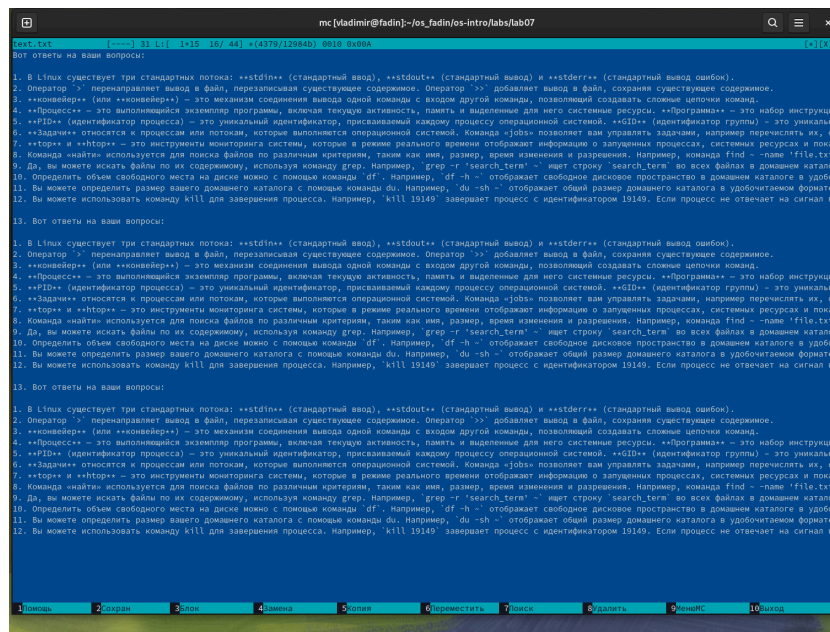 mc [vladimir@fadin]:~/os_fadin/os-intro/labs/lab07
text.txt [----] 31 L:[ 1+15 16/ 44] *(4379/12984b) 0010 0x00A [*][X
Вот ответы на ваши вопросы:
1. В Linux существует три стандартных потока: **stdin** (стандартный ввод), **stdout** (стандартный вывод) и **stderr** (стандартный вывод ошибок).
2. Оператор `>` перенаправляет вывод в файл, перезаписывая существующее содержимое. Оператор `>>` добавляет вывод в файл, сохраняя существующее содержимое.
3. **конвейер** (или **конвейер**) — это механизм соединения вывода одной команды с входом другой команды, позволяющий создавать сложные цепочки команд.
4. **Процесс** — это выполняющийся экземпляр программы, включая текущую активность, память и выделенные для него системные ресурсы. **Программа** — это набор инструкц
5. **PID** (идентификатор процесса) — это уникальный идентификатор, присваиваемый каждому процессу операционной системой. **GID** (идентификатор группы) — это уникаль
6. **Задачи** относятся к процессам или потокам, которые выполняются операционной системой. Команда «jobs» позволяет вам управлять задачами, например перечислять их,
7. **top** и **htop** — это инструменты мониторинга системы, которые в режиме реального времени отображают информацию о запущенных процессах, системных ресурсах и пок
8. Команда «найти» используется для поиска файлов по различным критериям, таким как имя, размер, время изменения и разрешения. Например, команда find ~ -name 'file.tx
9. Да, вы можете искать файлы по их содержимому, используя команду grep. Например, `grep -r 'search_term' ~` ищет строку `search_term` во всех файлах в домашнем катал
10. Определить объем свободного места на диске можно с помощью команды `df`. Например, `df -h ~` отображает свободное дисковое пространство в домашнем каталоге в удоб
11. Вы можете определить размер вашего домашнего каталога с помощью команды du. Например, `du -sh ~` отображает общий размер домашнего каталога в удобочитаемом формат
12. Вы можете использовать команду kill для завершения процесса. Например, `kill 19149` завершает процесс с идентификатором 19149. Если процесс не отвечает на сигнал
13. Вот ответы на ваши вопросы:
1. В Linux существует три стандартных потока: **stdin** (стандартный ввод), **stdout** (стандартный вывод) и **stderr** (стандартный вывод ошибок).
2. Оператор `>` перенаправляет вывод в файл, перезаписывая существующее содержимое. Оператор `>>` добавляет вывод в файл, сохраняя существующее содержимое.
3. **конвейер** (или **конвейер**) — это механизм соединения вывода одной команды с входом другой команды, позволяющий создавать сложные цепочки команд.
4. **Процесс** — это выполняющийся экземпляр программы, включая текущую активность, память и выделенные для него системные ресурсы. **Программа** — это набор инструкц
5. **PID** (идентификатор процесса) — это уникальный идентификатор, присваиваемый каждому процессу операционной системой. **GID** (идентификатор группы) — это уникаль
6. **Задачи** относятся к процессам или потокам, которые выполняются операционной системой. Команда «jobs» позволяет вам управлять задачами, например перечислять их,
7. **top** и **htop** — это инструменты мониторинга системы, которые в режиме реального времени отображают информацию о запущенных процессах, системных ресурсах и пок
8. Команда «найти» используется для поиска файлов по различным критериям, таким как имя, размер, время изменения и разрешения. Например, команда find ~ -name 'file.tx
9. Да, вы можете искать файлы по их содержимому, используя команду grep. Например, `grep -r 'search_term' ~` ищет строку `search_term` во всех файлах в домашнем катал
10. Определить объем свободного места на диске можно с помощью команды `df`. Например, `df -h ~` отображает свободное дисковое пространство в домашнем каталоге в удоб
11. Вы можете определить размер вашего домашнего каталога с помощью команды du. Например, `du -sh ~` отображает общий размер домашнего каталога в удобочитаемом формат
12. Вы можете использовать команду kill для завершения процесса. Например, `kill 19149` завершает процесс с идентификатором 19149. Если процесс не отвечает на сигнал
13. Вот ответы на ваши вопросы:
1. В Linux существует три стандартных потока: **stdin** (стандартный ввод), **stdout** (стандартный вывод) и **stderr** (стандартный вывод ошибок).
2. Оператор `>` перенаправляет вывод в файл, перезаписывая существующее содержимое. Оператор `>>` добавляет вывод в файл, сохраняя существующее содержимое.
3. **конвейер** (или **конвейер**) — это механизм соединения вывода одной команды с входом другой команды, позволяющий создавать сложные цепочки команд.
4. **Процесс** — это выполняющийся экземпляр программы, включая текущую активность, память и выделенные для него системные ресурсы. **Программа** — это набор инструкц
5. **PID** (идентификатор процесса) — это уникальный идентификатор, присваиваемый каждому процессу операционной системой. **GID** (идентификатор группы) — это уникаль
6. **Задачи** относятся к процессам или потокам, которые выполняются операционной системой. Команда «jobs» позволяет вам управлять задачами, например перечислять их,
7. **top** и **htop** — это инструменты мониторинга системы, которые в режиме реального времени отображают информацию о запущенных процессах, системных ресурсах и пок
8. Команда «найти» используется для поиска файлов по различным критериям, таким как имя, размер, время изменения и разрешения. Например, команда find ~ -name 'file.tx
9. Да, вы можете искать файлы по их содержимому, используя команду grep. Например, `grep -r 'search_term' ~` ищет строку `search_term` во всех файлах в домашнем катал
10. Определить объем свободного места на диске можно с помощью команды `df`. Например, `df -h ~` отображает свободное дисковое пространство в домашнем каталоге в удоб
11. Вы можете определить размер вашего домашнего каталога с помощью команды du. Например, `du -sh ~` отображает общий размер домашнего каталога в удобочитаемом формат
12. Вы можете использовать команду kill для завершения процесса. Например, `kill 19149` завершает процесс с идентификатором 19149. Если процесс не отвечает на сигнал
1Помощь 2Сохран 3Блок 4Замена 5Копия 6Переместить 7Поиск 8Удалить 9МенюMC 10Выход